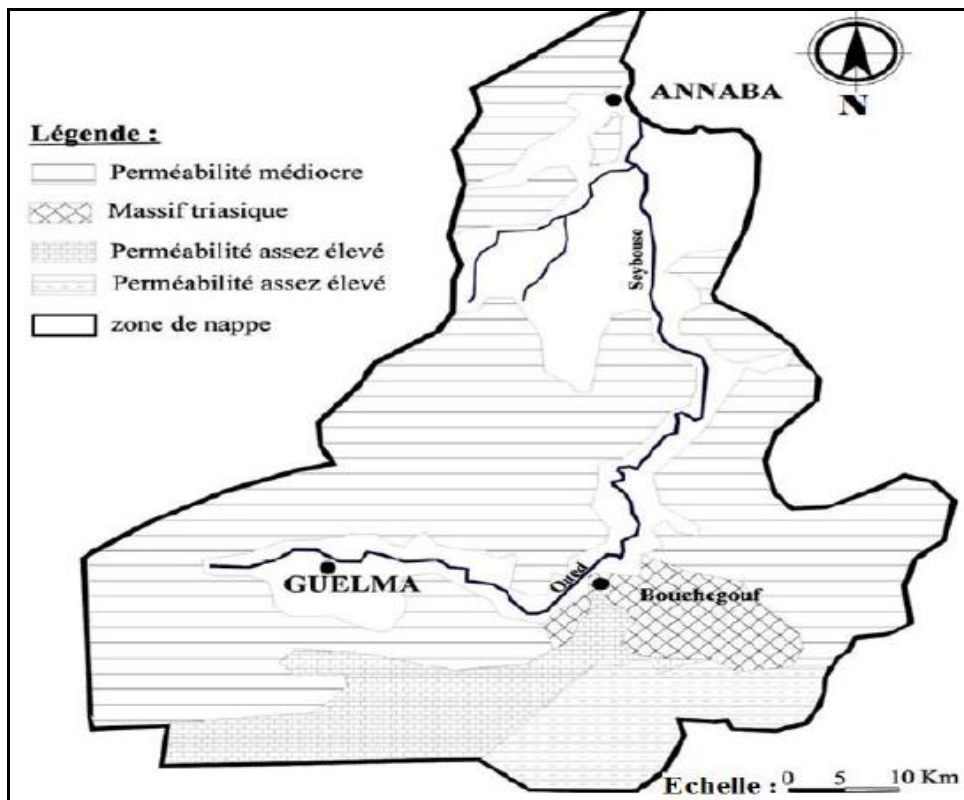 ANNABA
N
Légende :
Perméabilité médiocre
Massif triasique
Perméabilité assez élevé
Perméabilité assez élevé
zone de nappe
Seybouse
GUELMA
Oued
Bouchegouf
Echelle : 0 5 10 Km